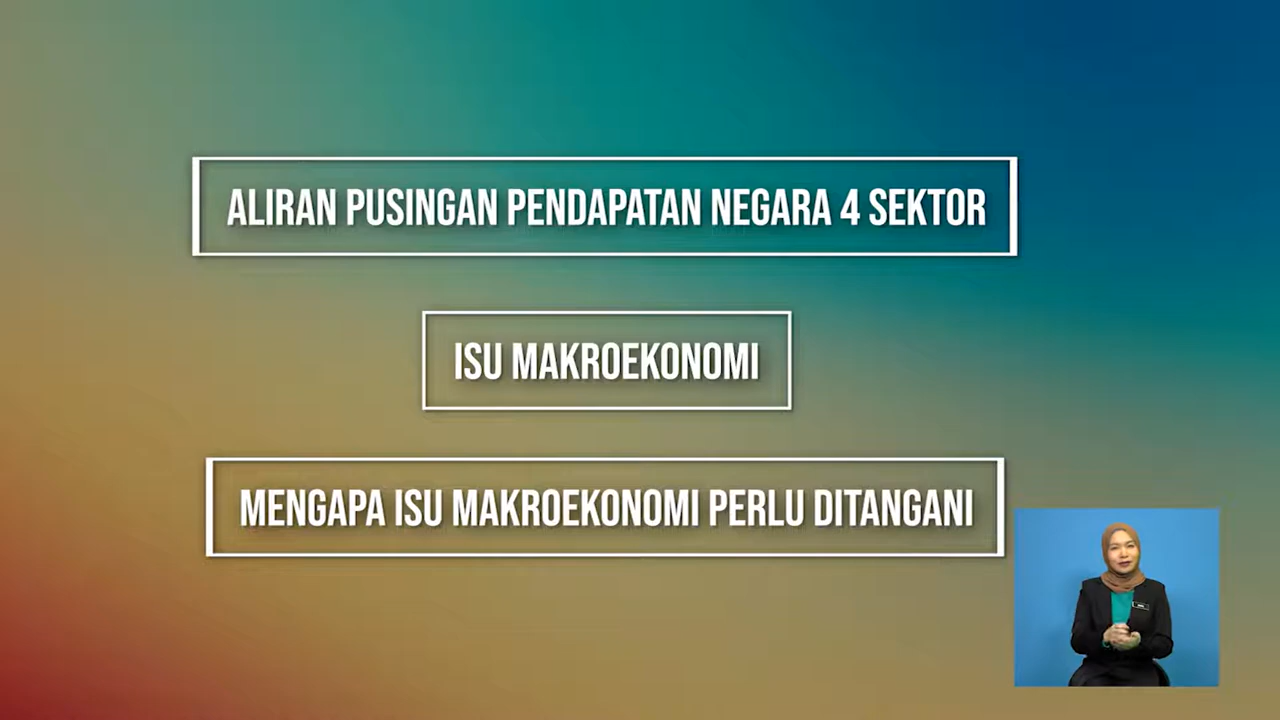 ALIRAN PUSINGAN PENDAPATAN NEGARA 4 SEKTOR
ISU MAKROEKONOMI
MENGAPA ISU MAKROEKONOMI PERLU DITANGANI